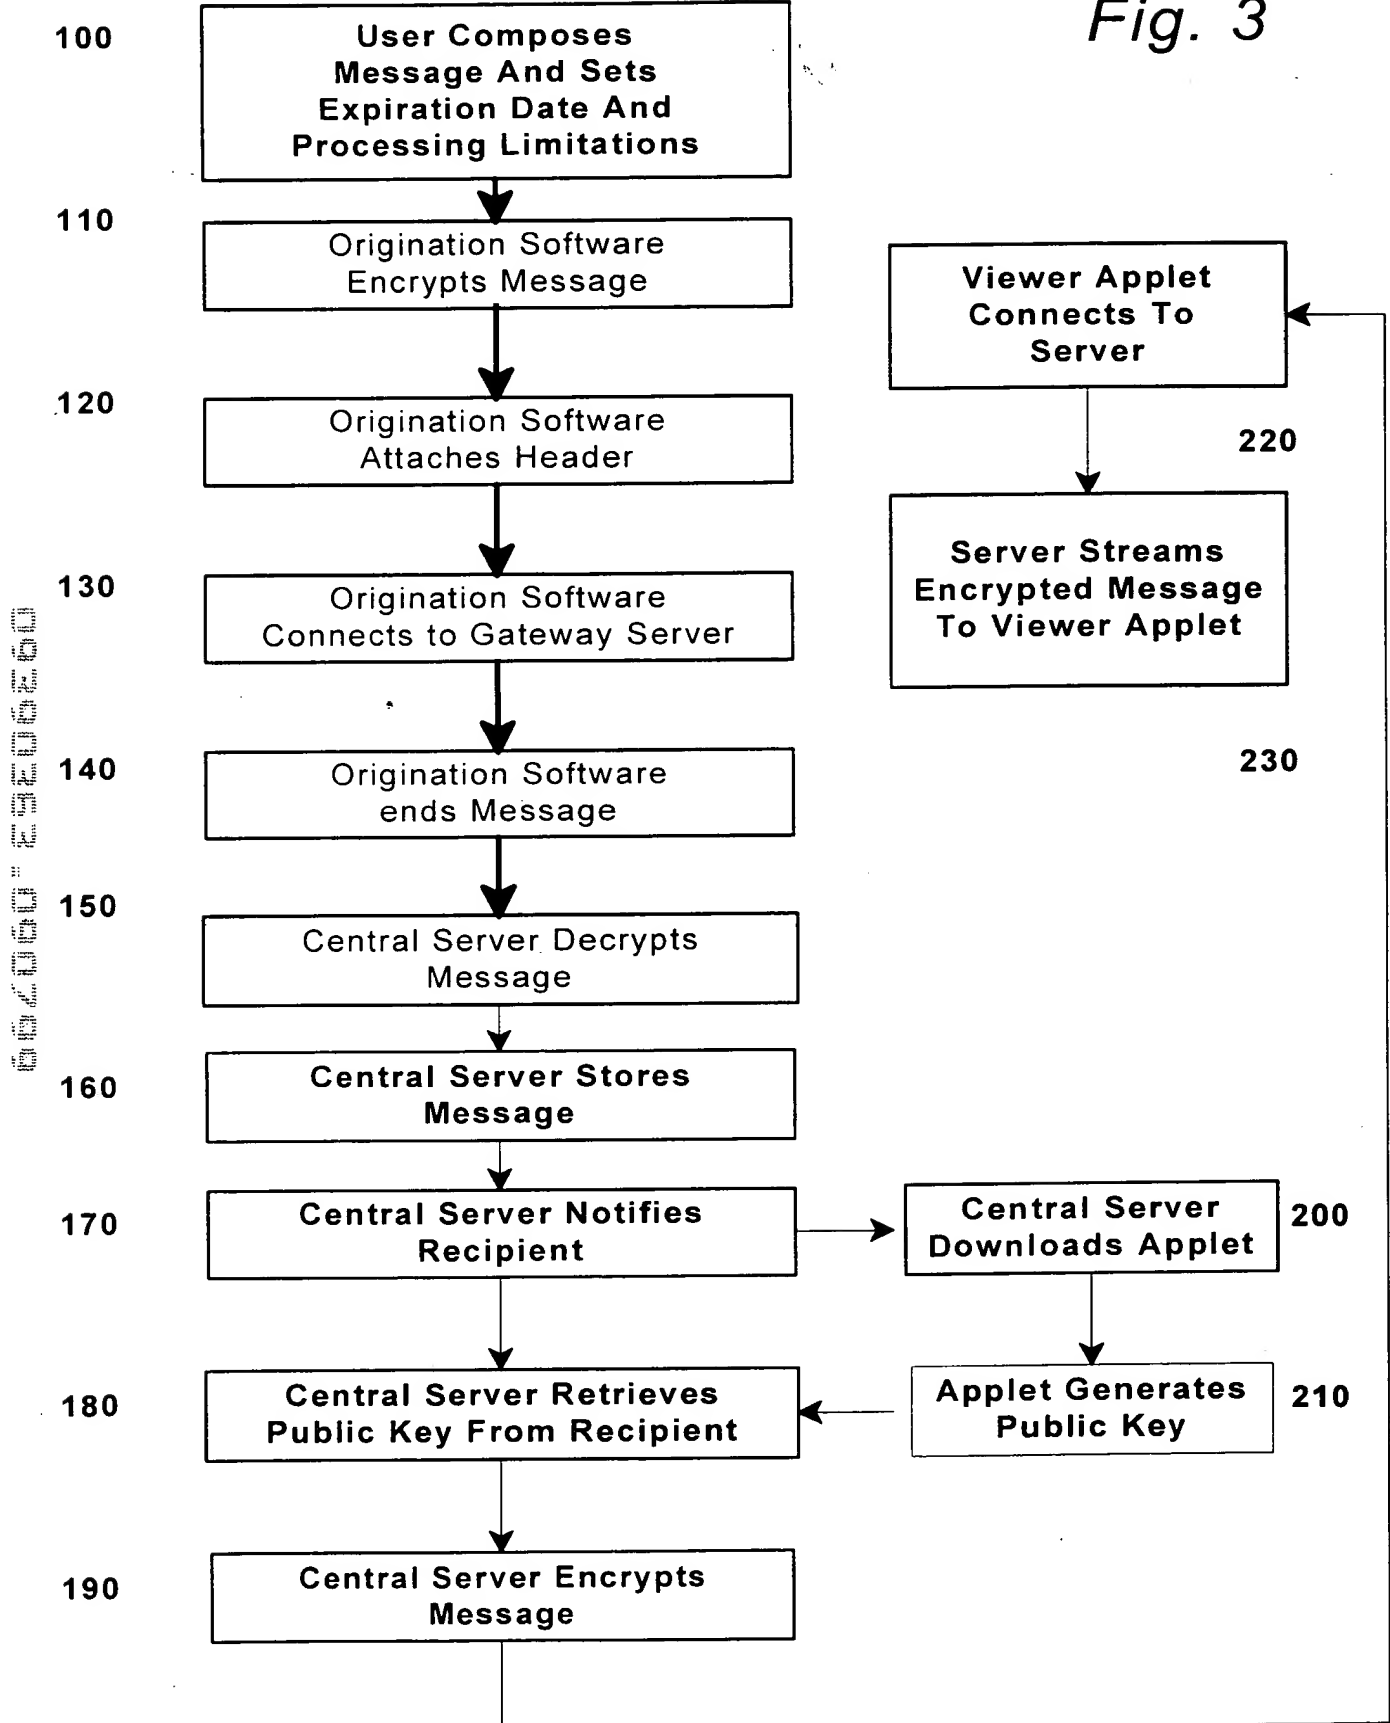 Fig. 3
100
User Composes
Message And Sets
Expiration Date And
Processing Limitations
110
Origination Software
Encrypts Message
120
Origination Software
Attaches Header
130
Origination Software
Connects to Gateway Server
140
Origination Software
ends Message
150
Central Server Decrypts
Message
160
Central Server Stores
Message
170
Central Server Notifies
Recipient
180
Central Server Retrieves
Public Key From Recipient
190
Central Server Encrypts
Message
Central Server
Downloads Applet
200
Applet Generates
Public Key
210
Viewer Applet
Connects To
Server
220
Server Streams
Encrypted Message
To Viewer Applet
230